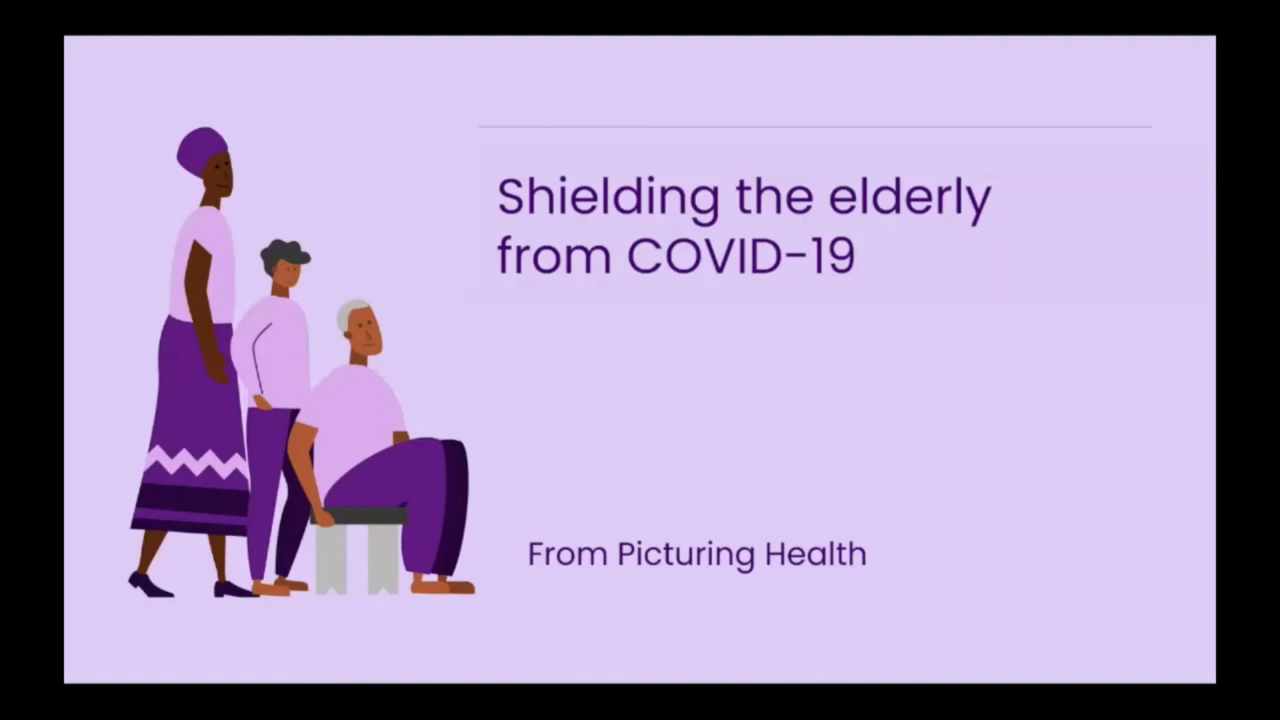 Shielding the elderly
from COVID-19
From Picturing Health